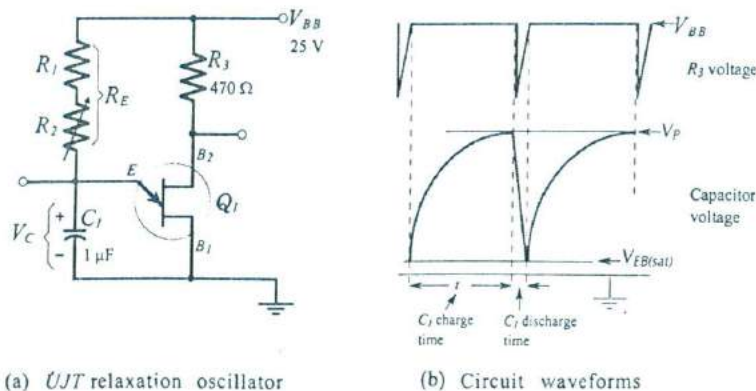 V_BB
25 V
R_1
R_2
R_E
R_3
470 Ω
B_2
E
Q_1
B_1
V_C
+
C_1
−
1 μF
(a) UJT relaxation oscillator
V_BB
R_3 voltage
V_P
Capacitor
voltage
V_EB(sat)
t
C_1 charge
time
C_1 discharge
time
(b) Circuit waveforms